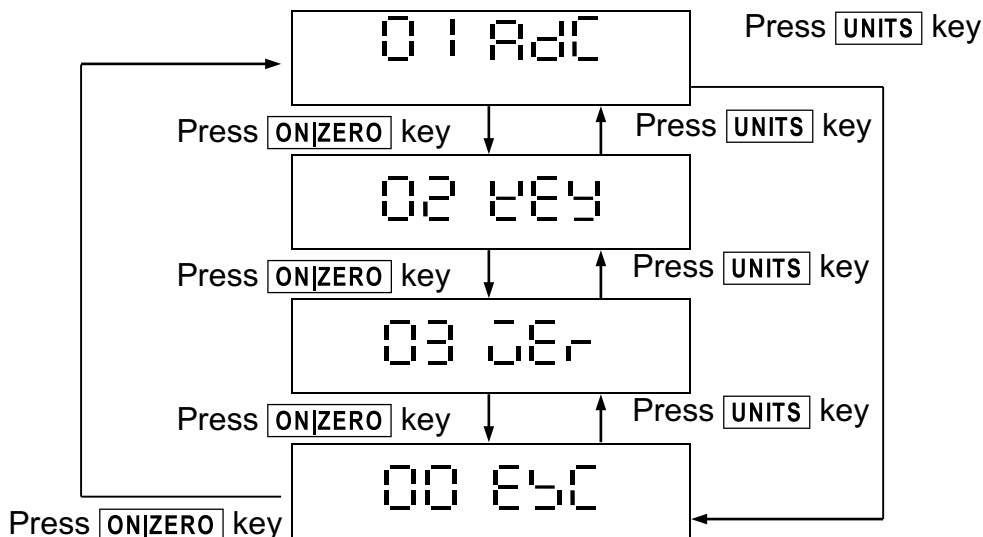 01 AdC
Press UNITS key
Press ON|ZERO key
Press UNITS key
02 KEY
Press ON|ZERO key
Press UNITS key
03 VEr
Press ON|ZERO key
Press UNITS key
00 ESC
Press ON|ZERO key